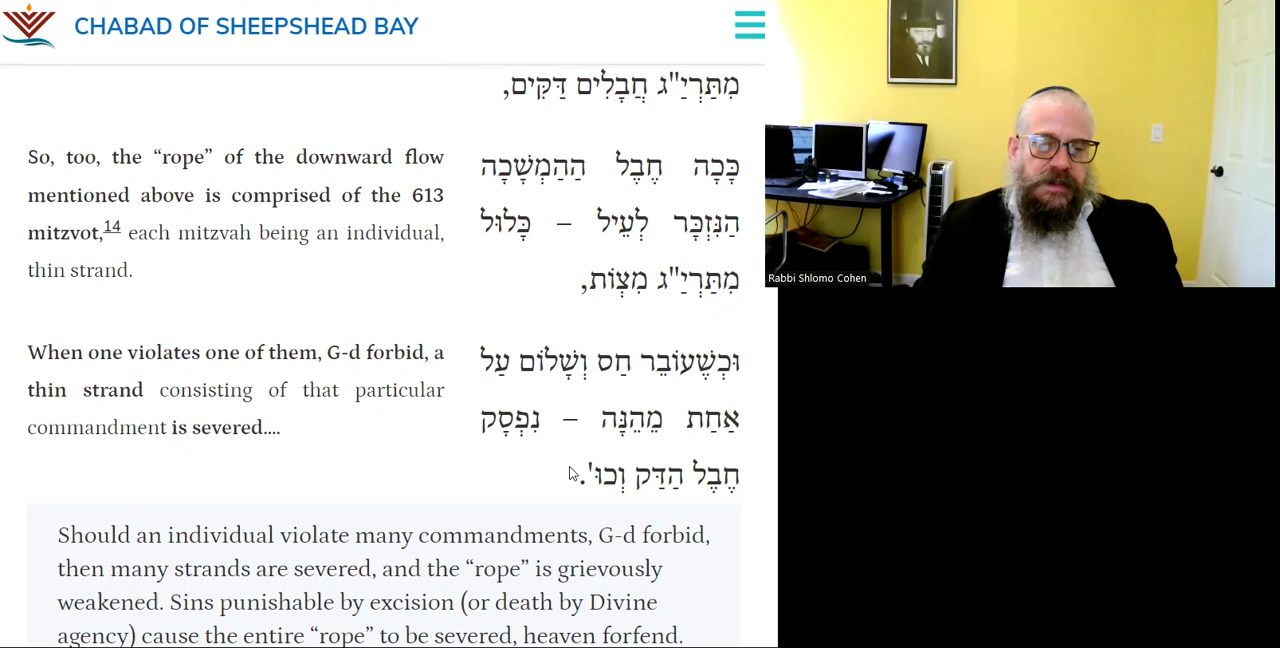 CHABAD OF SHEEPSHEAD BAY
מִתַּרְיַ"ג חֲבָלִים דַּקִּים,
So, too, the “rope” of the downward flow
mentioned above is comprised of the 613
mitzvot,14 each mitzvah being an individual,
thin strand.
כָּכָה חֶבֶל הַהַמְשָׁכָה
הַנִּזְכָּר לְעֵיל – כָּלוּל
מִתַּרְיַ"ג מִצְוֹת,
When one violates one of them, G-d forbid, a
thin strand consisting of that particular
commandment is severed....
וּכְשֶׁעוֹבֵר חַס וְשָׁלוֹם עַל
אַחַת מֵהֵנָּה – נִפְסָק
חֶבֶל הַדַּק וְכוּ'.
Should an individual violate many commandments, G-d forbid,
then many strands are severed, and the “rope” is grievously
weakened. Sins punishable by excision (or death by Divine
agency) cause the entire “rope” to be severed, heaven forfend.
Rabbi Shlomo Cohen